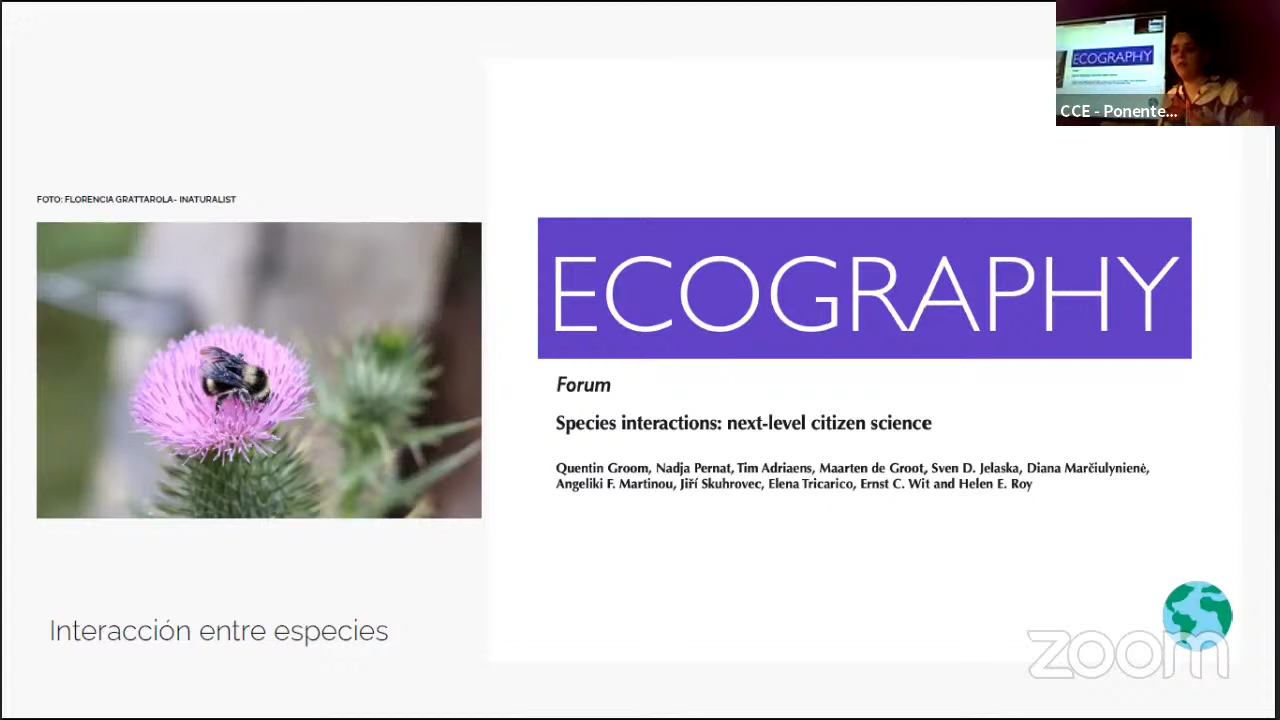 ECOGRAPHY
CCE - Ponente...
FOTO: FLORENCIA GRATTAROLA- INATURALIST
ECOGRAPHY
Forum
Species interactions: next-level citizen science
Quentin Groom, Nadja Pernat, Tim Adriaens, Maarten de Groot, Sven D. Jelaska, Diana Marčiulynienė,
Angeliki F. Martinou, Jiří Skuhrovec, Elena Tricarico, Ernst C. Wit and Helen E. Roy
Interacción entre especies
zoom